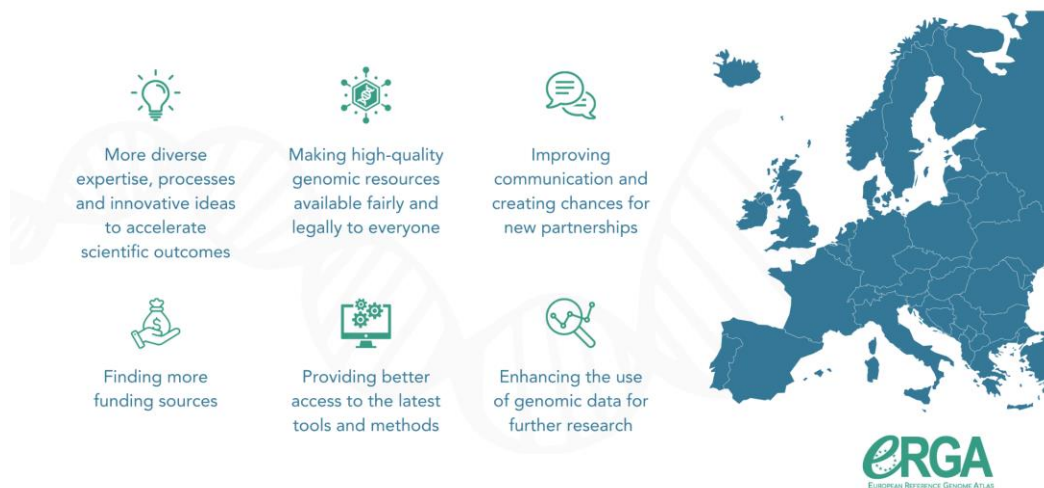 More diverse
expertise, processes
and innovative ideas
to accelerate
scientific outcomes
Making high-quality
genomic resources
available fairly and
legally to everyone
Improving
communication and
creating chances for
new partnerships
Finding more
funding sources
Providing better
access to the latest
tools and methods
Enhancing the use
of genomic data for
further research
eRGA
EUROPEAN REFERENCE GENOME ATLAS